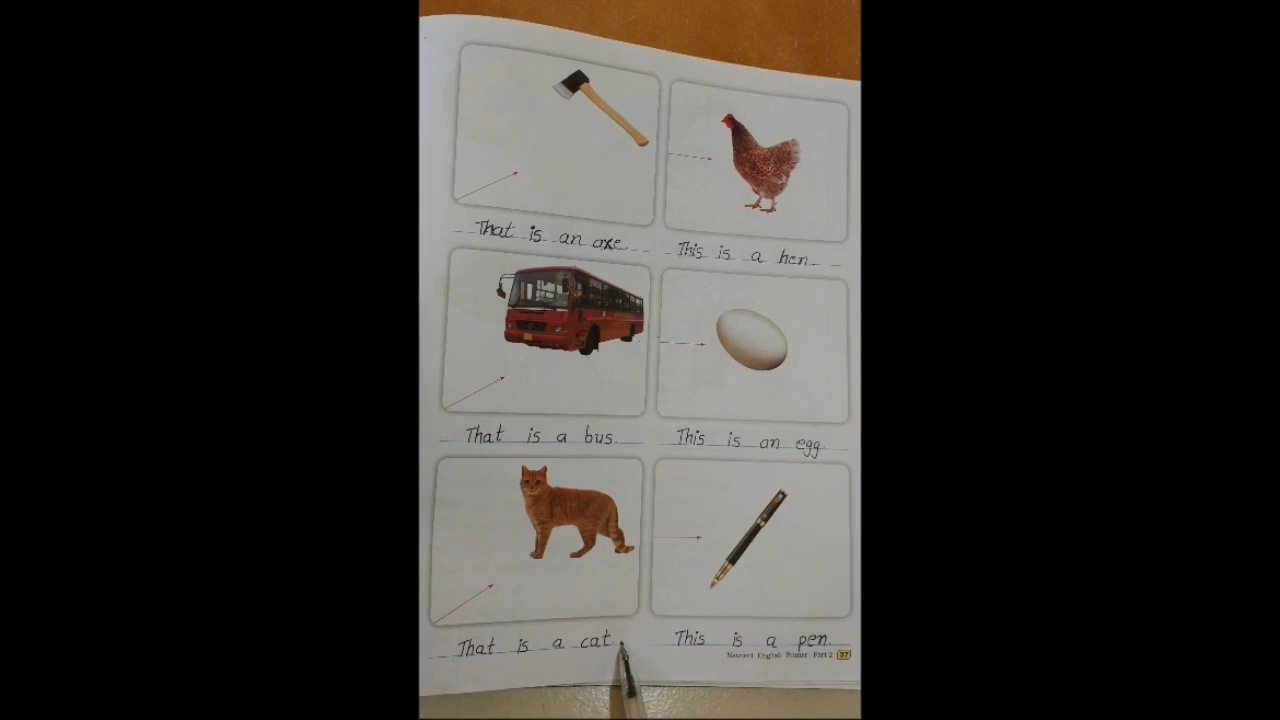 That is an axe
This is a hen
That is a bus.
This is an egg.
That is a cat.
This is a pen.
Navneet English Primer Part 2 37